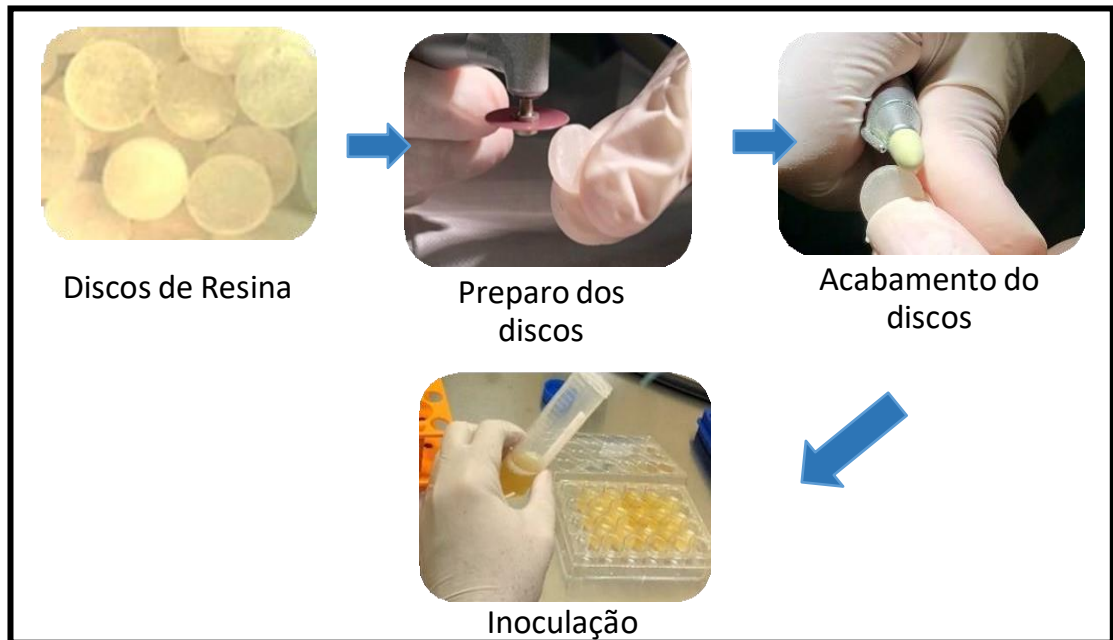 Discos de Resina
Preparo dos
discos
Acabamento do
discos
Inoculação